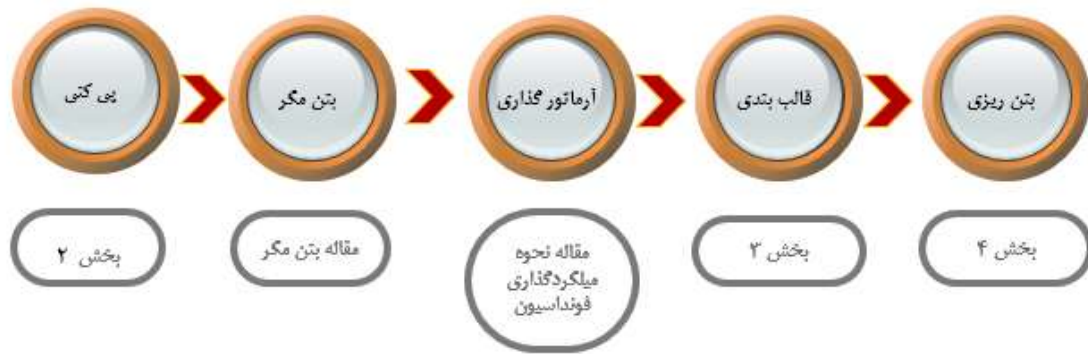 پی کنی
بتن مگر
آرماتور گذاری
قالب بندی
بتن ریزی
بخش ۲
مقاله بتن مگر
مقاله نحوه
میلگردگذاری
فونداسیون
بخش ۳
بخش ۴